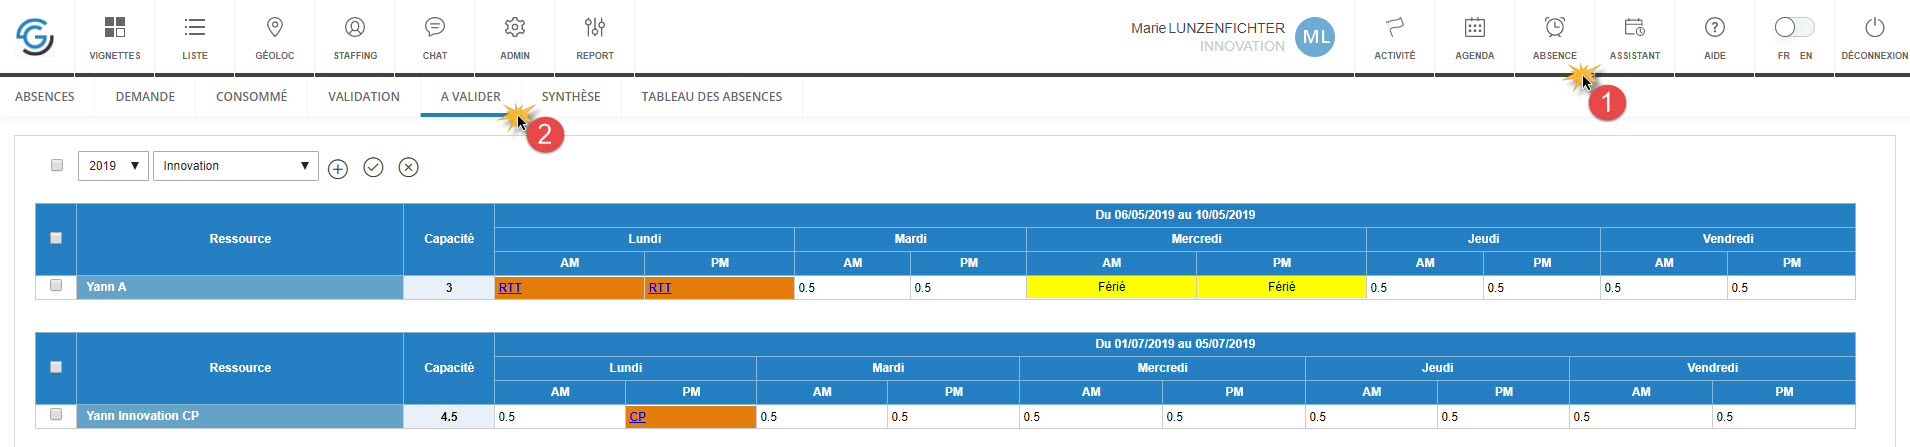 Marie LUNZENFICHTER
INNOVATION
ML
VIGNETTES LISTE GÉOLOC STAFFING CHAT ADMIN REPORT ACTIVITÉ AGENDA ABSENCE ASSISTANT AIDE FR EN DÉCONNEXION
ABSENCES DEMANDE CONSOMMÉ VALIDATION A VALIDER SYNTHÈSE TABLEAU DES ABSENCES
1
2
2019 Innovation
Du 06/05/2019 au 10/05/2019
Ressource Capacité Lundi Mardi Mercredi Jeudi Vendredi
AM PM AM PM AM PM AM PM AM PM
Yann A 3 RTT RTT 0.5 0.5 Férié Férié 0.5 0.5 0.5 0.5
Du 01/07/2019 au 05/07/2019
Ressource Capacité Lundi Mardi Mercredi Jeudi Vendredi
AM PM AM PM AM PM AM PM AM PM
Yann Innovation CP 4.5 0.5 CP 0.5 0.5 0.5 0.5 0.5 0.5 0.5 0.5